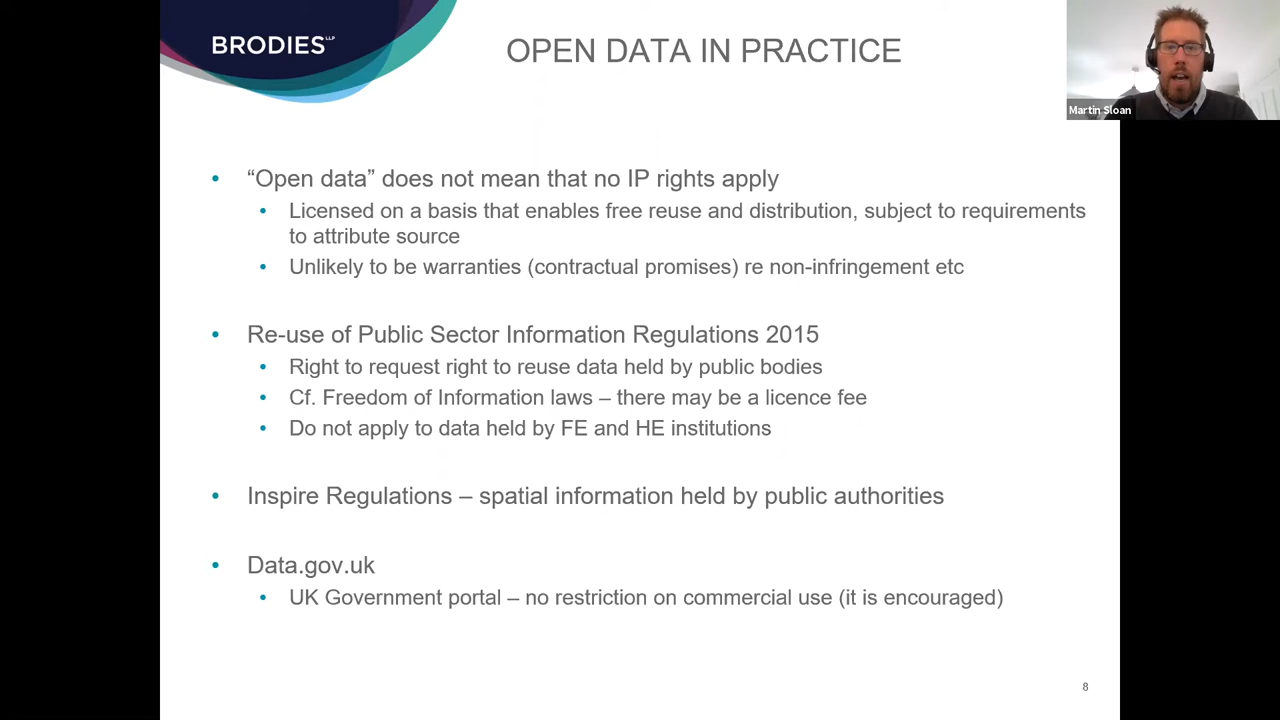 BRODIES LLP
OPEN DATA IN PRACTICE
Martin Sloan
• “Open data” does not mean that no IP rights apply
• Licensed on a basis that enables free reuse and distribution, subject to requirements
to attribute source
• Unlikely to be warranties (contractual promises) re non-infringement etc
• Re-use of Public Sector Information Regulations 2015
• Right to request right to reuse data held by public bodies
• Cf. Freedom of Information laws – there may be a licence fee
• Do not apply to data held by FE and HE institutions
• Inspire Regulations – spatial information held by public authorities
• Data.gov.uk
• UK Government portal – no restriction on commercial use (it is encouraged)
8